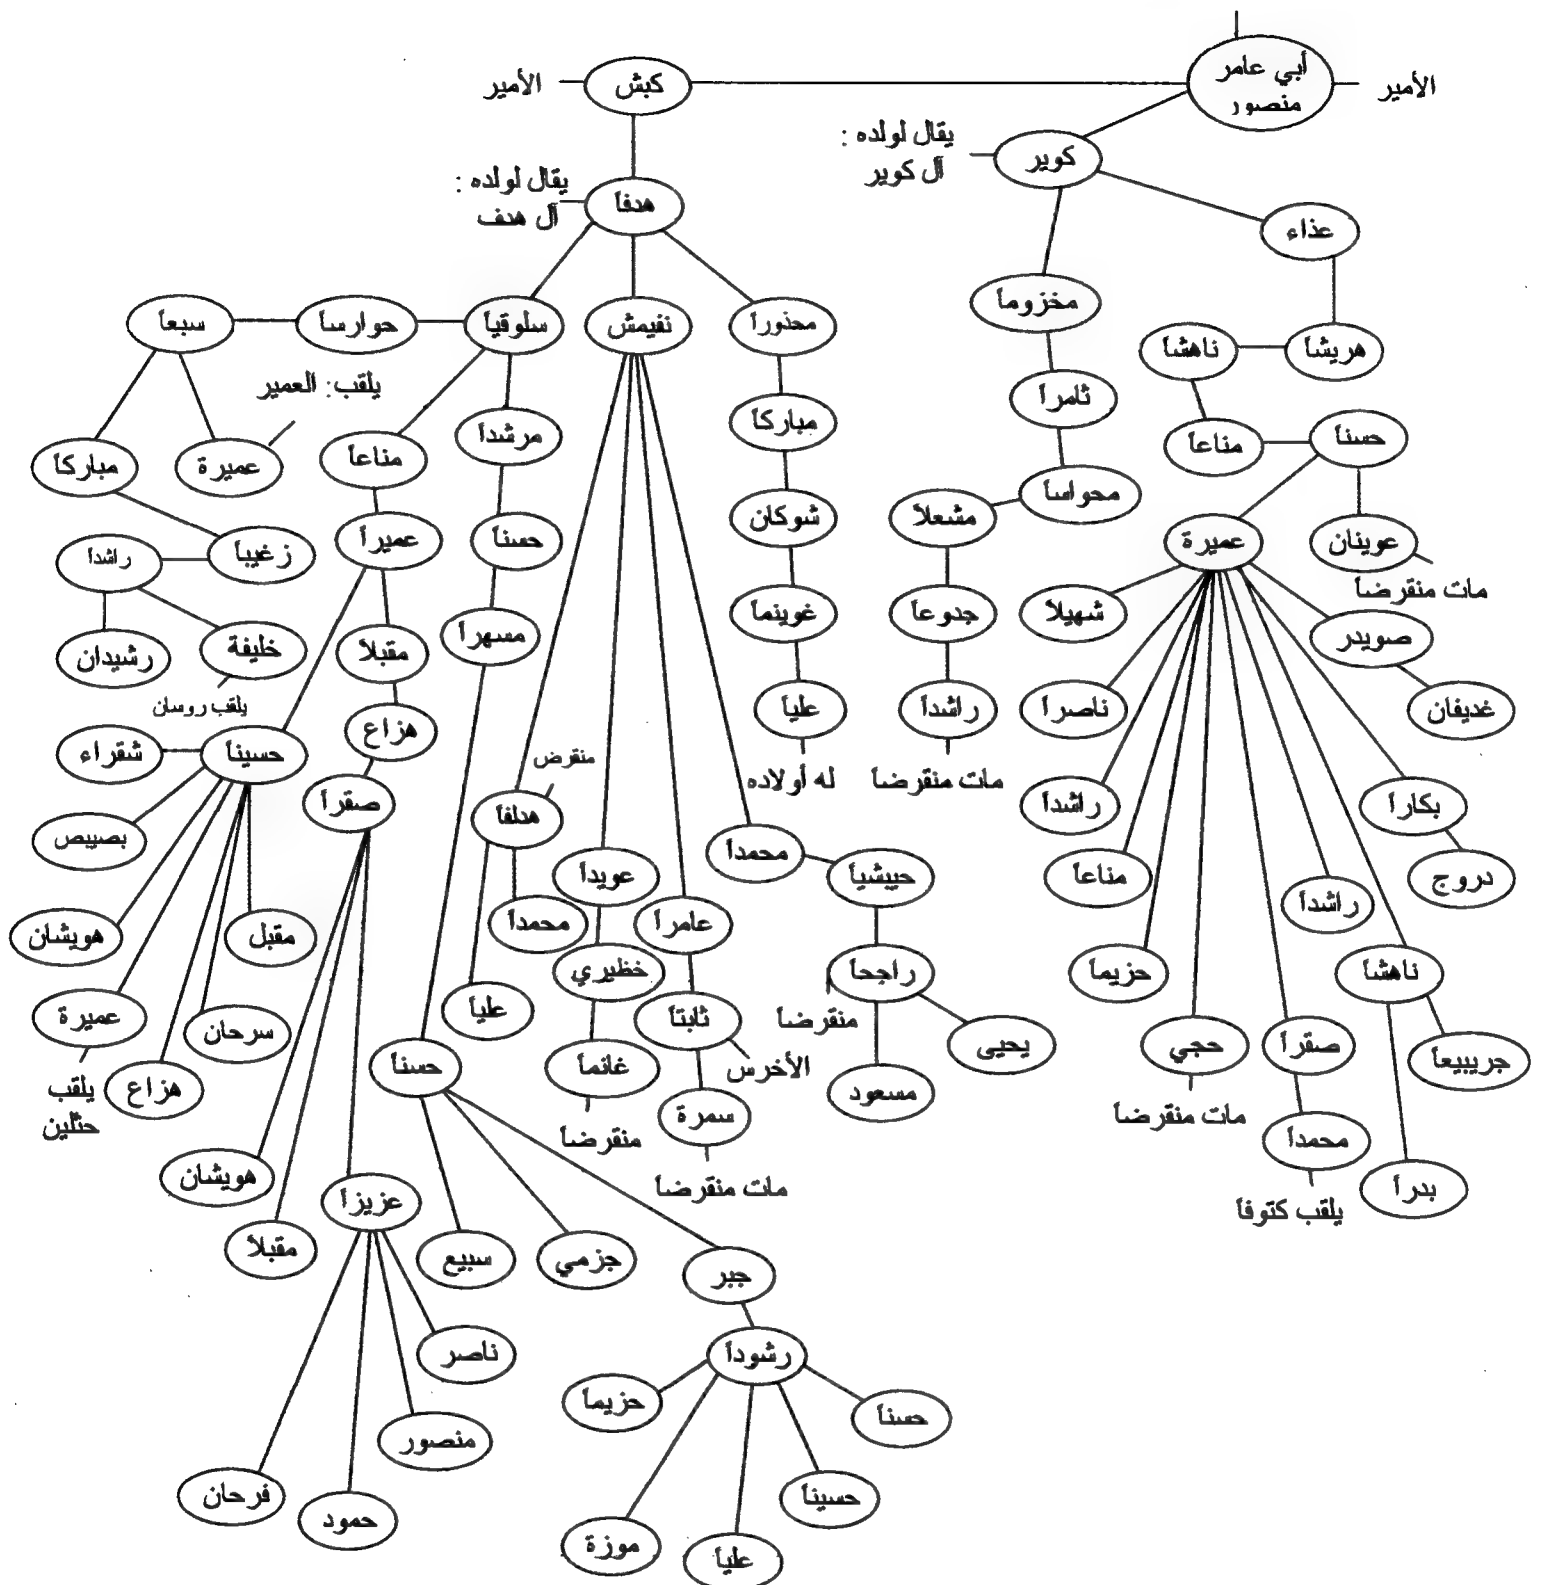 أبي عامر
منصور
الأمير
كبش
الأمير
يقال لولده :
آل كوير
كوير
يقال لولده :
آل هدف
هدفاً
عذاء
مخزوماً
محذوراً
نفيمش
سلوقياً
حوارساً
سبعاً
هريشاً
ناهشاً
يلقب: العمير
ثامراً
مباركاً
مرشداً
مناعاً
عميرة
مباركاً
حسناً
مناعاً
محواساً
مشعلاً
شوكان
حسناً
عميراً
زغيباً
راشداً
عوينان
مات منقرضاً
عميرة
شهيلاً
صويدر
جدوعاً
غوينماً
مسهراً
مقبلاً
خليفة
رشيدان
يلقب روسان
غديفان
ناصراً
راشداً
مات منقرضاً
علياً
له أولاده
هزاع
حسيناً
شقراء
منقرض
هدلفاً
صقراً
بصيبص
بكاراً
راشداً
دروج
مناعاً
راشداً
محمداً
حبيشياً
عويداً
عامراً
محمداً
مقبل
هويشان
ناهشاً
حزيماً
راجحاً
منقرضاً
خظيري
علياً
ثابتاً
الأخرس
سرحان
عميرة
يلقب
حثلين
هزاع
جريبيعاً
صقراً
حجي
مات منقرضاً
يحيى
مسعود
غانماً
منقرضاً
حسناً
سمرة
مات منقرضاً
محمداً
يلقب كتوفا
بدراً
هويشان
عزيزاً
مقبلاً
سبيع
جزمي
جبر
ناصر
رشوداً
حزيماً
حسناً
منصور
فرحان
حمود
حسيناً
موزة
علياً